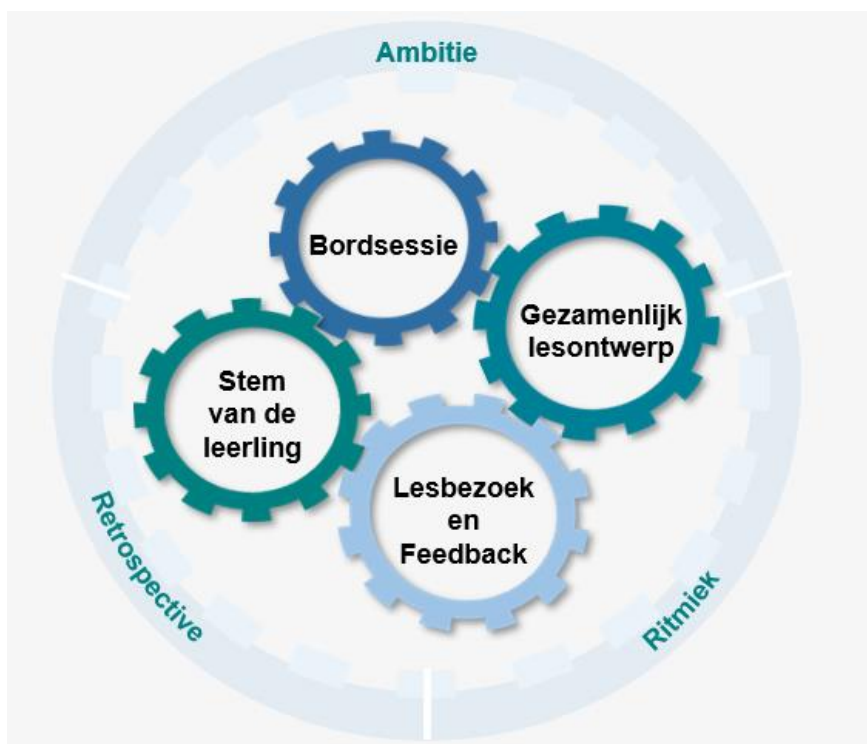 Ambitie
Bordsessie
Gezamenlijk
lesontwerp
Stem
van de
leerling
Lesbezoek
en
Feedback
Retrospective
Ritmiek